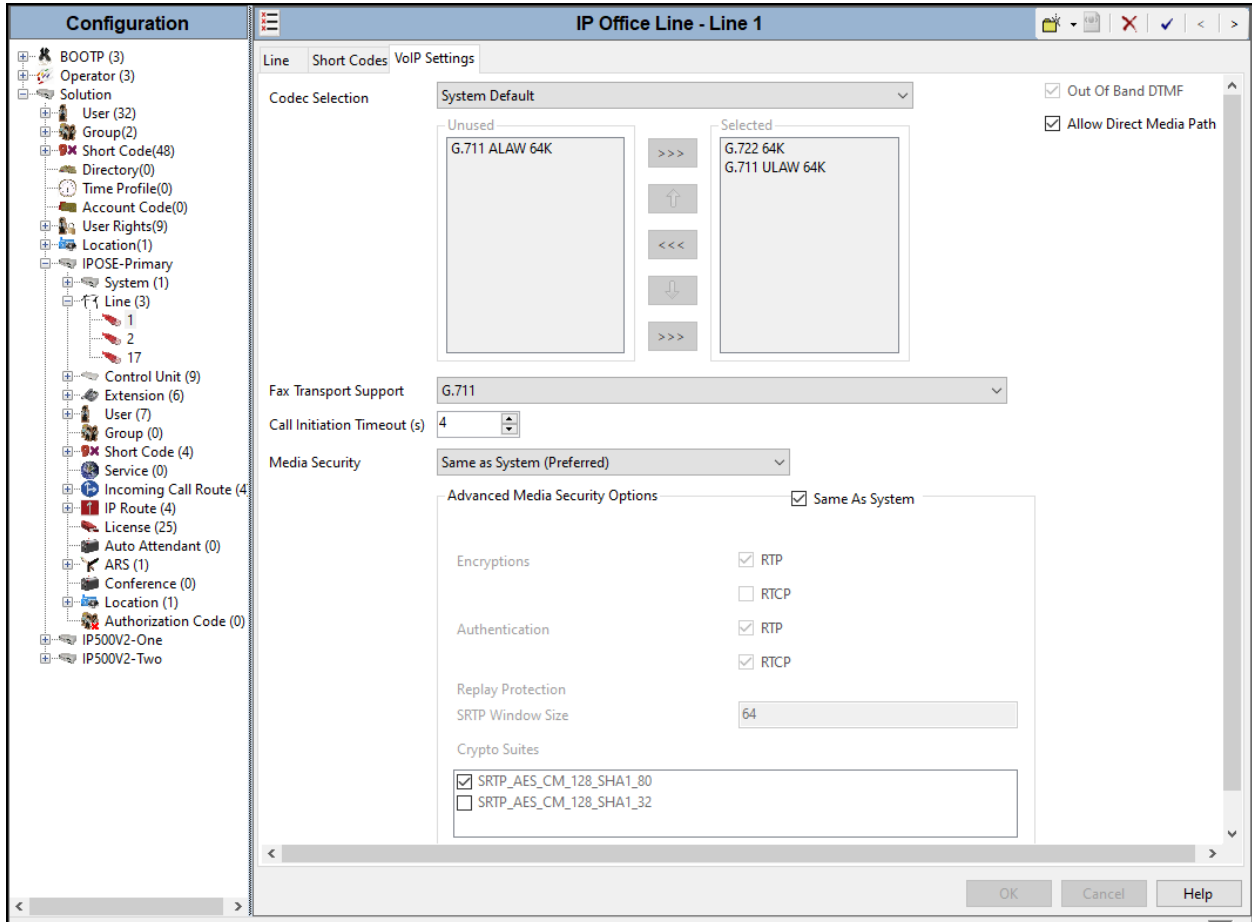 Configuration
BOOTP (3)
Operator (3)
Solution
User (32)
Group(2)
Short Code(48)
Directory(0)
Time Profile(0)
Account Code(0)
User Rights(9)
Location(1)
IPOSE-Primary
System (1)
Line (3)
1
2
17
Control Unit (9)
Extension (6)
User (7)
Group (0)
Short Code (4)
Service (0)
Incoming Call Route (4
IP Route (4)
License (25)
Auto Attendant (0)
ARS (1)
Conference (0)
Location (1)
Authorization Code (0)
IP500V2-One
IP500V2-Two
IP Office Line - Line 1
Line Short Codes VoIP Settings
Codec Selection System Default Out Of Band DTMF
Allow Direct Media Path
Unused Selected
G.711 ALAW 64K >>> G.722 64K
G.711 ULAW 64K
<<<
>>>
Fax Transport Support G.711
Call Initiation Timeout (s) 4
Media Security Same as System (Preferred)
Advanced Media Security Options Same As System
Encryptions RTP
RTCP
Authentication RTP
RTCP
Replay Protection
SRTP Window Size 64
Crypto Suites
SRTP_AES_CM_128_SHA1_80
SRTP_AES_CM_128_SHA1_32
OK Cancel Help